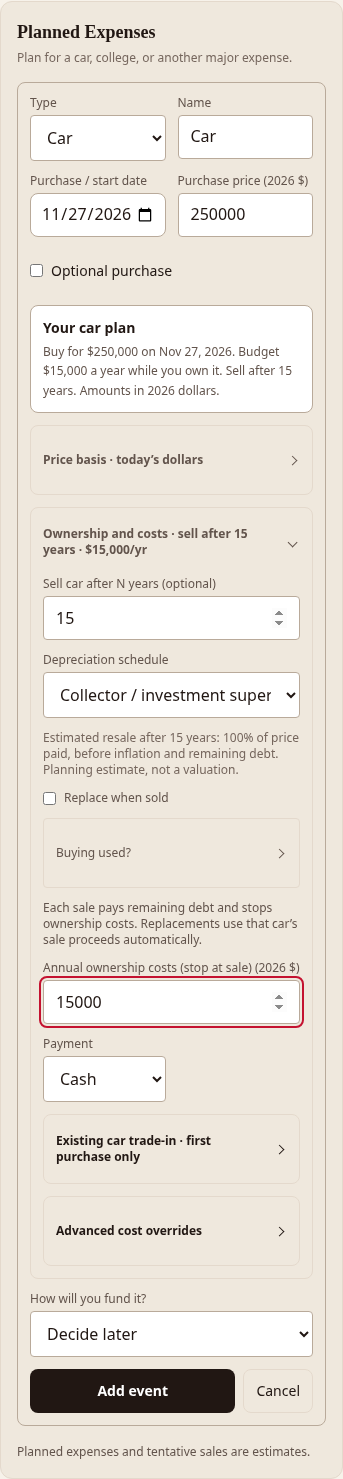 Planned Expenses
Plan for a car, college, or another major expense.
Type
Name
Car
Car
Purchase / start date
Purchase price (2026 $)
11/27/2026
250000
Optional purchase
Your car plan
Buy for $250,000 on Nov 27, 2026. Budget
$15,000 a year while you own it. Sell after 15
years. Amounts in 2026 dollars.
Price basis · today's dollars
Ownership and costs · sell after 15
years · $15,000/yr
Sell car after N years (optional)
15
Depreciation schedule
Collector / investment super
Estimated resale after 15 years: 100% of price
paid, before inflation and remaining debt.
Planning estimate, not a valuation.
Replace when sold
Buying used?
Each sale pays remaining debt and stops
ownership costs. Replacements use that car's
sale proceeds automatically.
Annual ownership costs (stop at sale) (2026 $)
15000
Payment
Cash
Existing car trade-in · first
purchase only
Advanced cost overrides
How will you fund it?
Decide later
Add event
Cancel
Planned expenses and tentative sales are estimates.